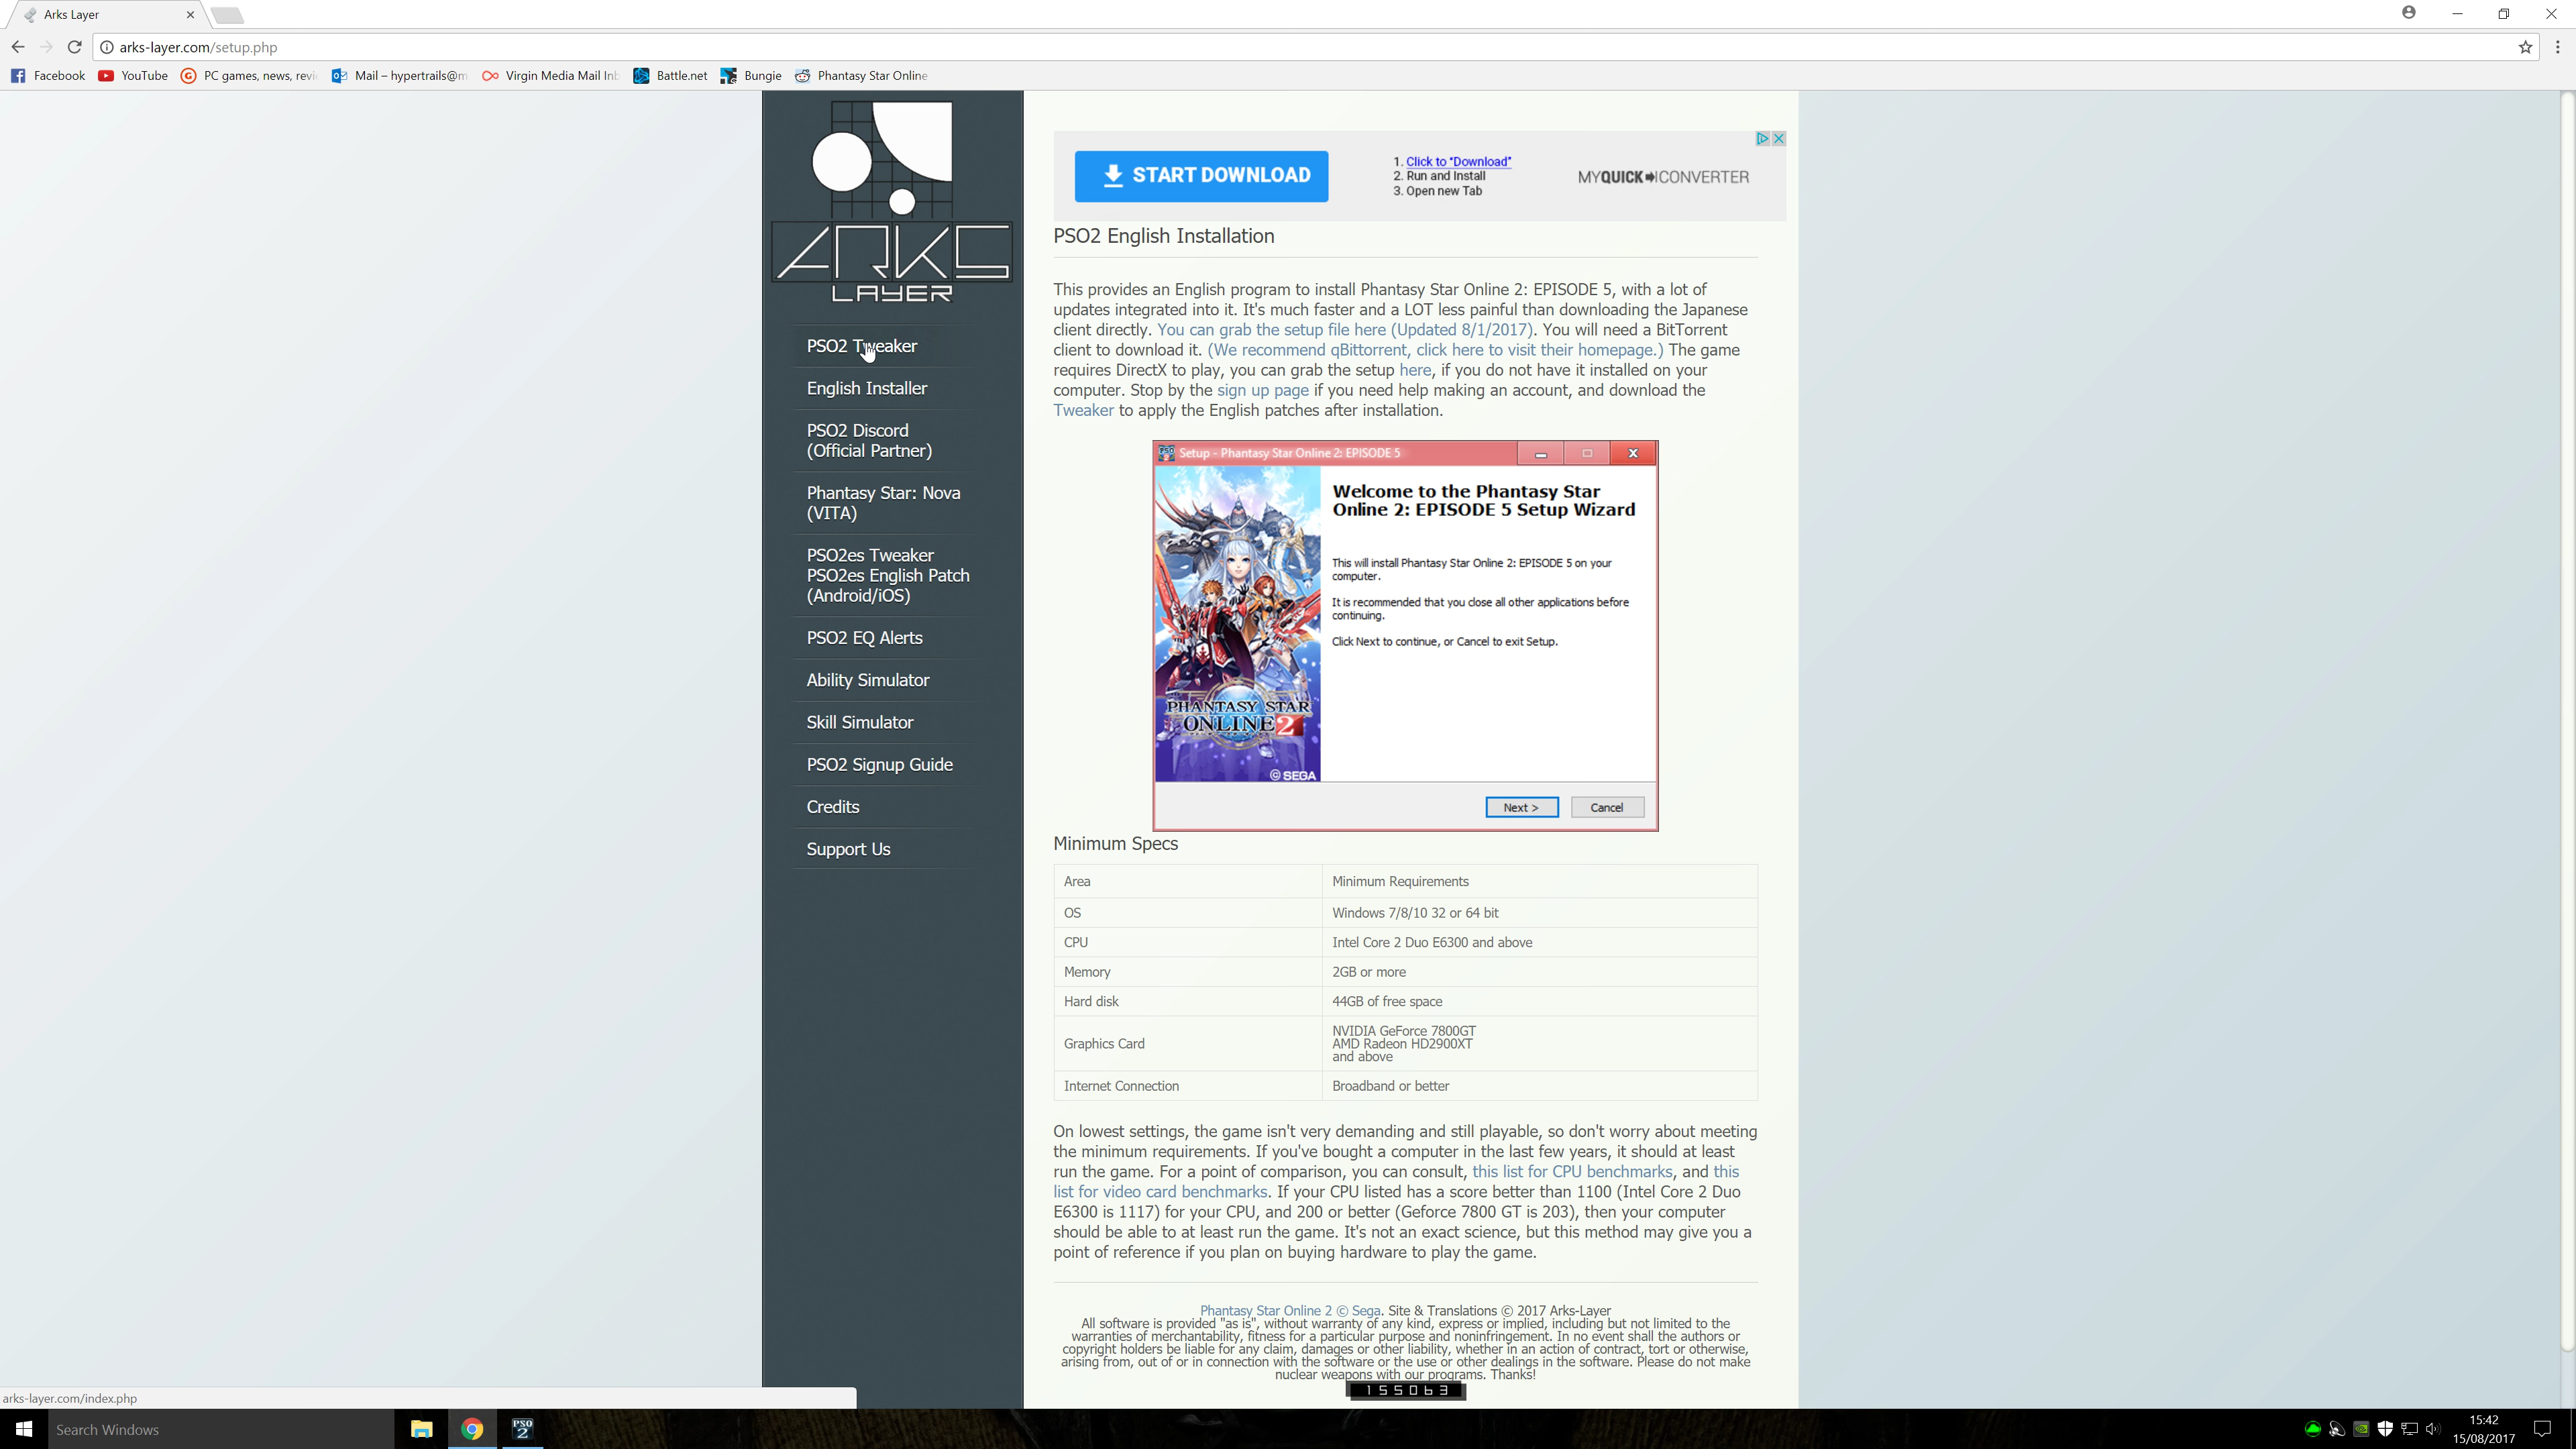 Arks Layer
arks-layer.com/setup.php
Facebook YouTube PC games, news, revi Mail – hypertrails@m Virgin Media Mail Inb Battle.net Bungie Phantasy Star Online
ARKS
LAYER
PSO2 Tweaker
English Installer
PSO2 Discord
(Official Partner)
Phantasy Star: Nova
(VITA)
PSO2es Tweaker
PSO2es English Patch
(Android/iOS)
PSO2 EQ Alerts
Ability Simulator
Skill Simulator
PSO2 Signup Guide
Credits
Support Us
START DOWNLOAD
1. Click to "Download"
2. Run and Install
3. Open new Tab
MYQUICKCONVERTER
PSO2 English Installation
This provides an English program to install Phantasy Star Online 2: EPISODE 5, with a lot of
updates integrated into it. It's much faster and a LOT less painful than downloading the Japanese
client directly. You can grab the setup file here (Updated 8/1/2017). You will need a BitTorrent
client to download it. (We recommend qBittorrent, click here to visit their homepage.) The game
requires DirectX to play, you can grab the setup here, if you do not have it installed on your
computer. Stop by the sign up page if you need help making an account, and download the
Tweaker to apply the English patches after installation.
Setup - Phantasy Star Online 2: EPISODE 5
Welcome to the Phantasy Star
Online 2: EPISODE 5 Setup Wizard
This will install Phantasy Star Online 2: EPISODE 5 on your
computer.
It is recommended that you close all other applications before
continuing.
Click Next to continue, or Cancel to exit Setup.
PHANTASY STAR
ONLINE 2
© SEGA
Next > Cancel
Minimum Specs
Area Minimum Requirements
OS Windows 7/8/10 32 or 64 bit
CPU Intel Core 2 Duo E6300 and above
Memory 2GB or more
Hard disk 44GB of free space
Graphics Card NVIDIA GeForce 7800GT
AMD Radeon HD2900XT
and above
Internet Connection Broadband or better
On lowest settings, the game isn't very demanding and still playable, so don't worry about meeting
the minimum requirements. If you've bought a computer in the last few years, it should at least
run the game. For a point of comparison, you can consult, this list for CPU benchmarks, and this
list for video card benchmarks. If your CPU listed has a score better than 1100 (Intel Core 2 Duo
E6300 is 1117) for your CPU, and 200 or better (Geforce 7800 GT is 203), then your computer
should be able to at least run the game. It's not an exact science, but this method may give you a
point of reference if you plan on buying hardware to play the game.
Phantasy Star Online 2 © Sega. Site & Translations © 2017 Arks-Layer
All software is provided "as is", without warranty of any kind, express or implied, including but not limited to the
warranties of merchantability, fitness for a particular purpose and noninfringement. In no event shall the authors or
copyright holders be liable for any claim, damages or other liability, whether in an action of contract, tort or otherwise,
arising from, out of or in connection with the software or the use or other dealings in the software. Please do not make
nuclear weapons with our programs. Thanks!
155063
arks-layer.com/index.php
Search Windows
PSO
2
15:42
15/08/2017